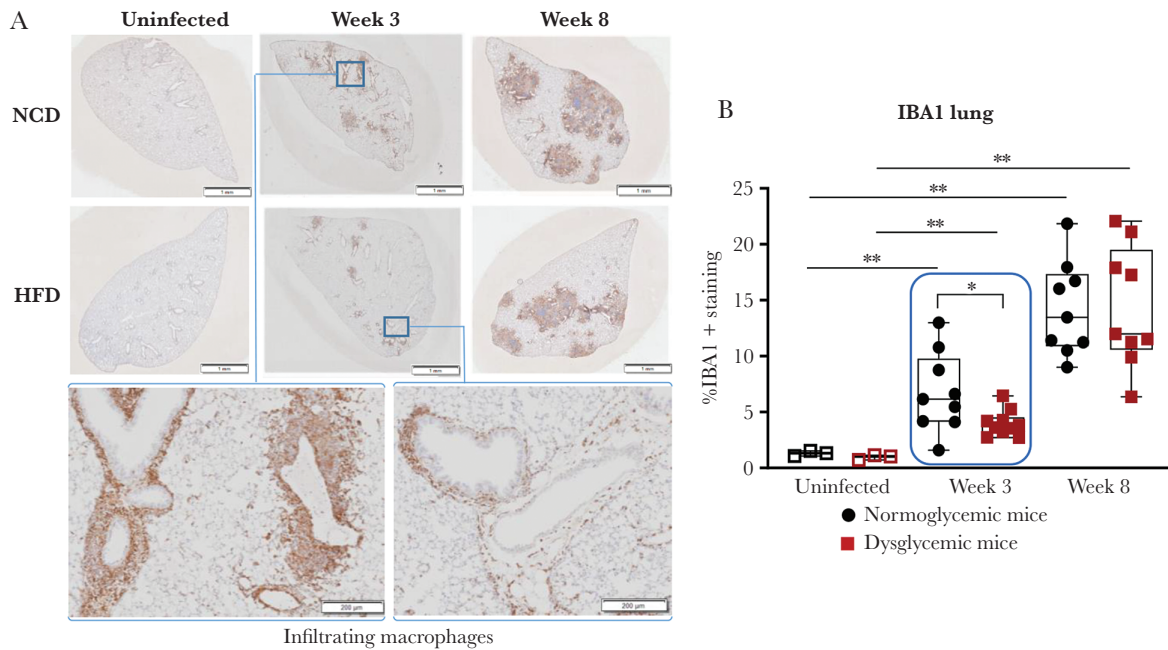 A
Uninfected Week 3 Week 8
NCD
1 mm 1 mm 1 mm
HFD
1 mm 1 mm 1 mm
200 µm 200 µm
Infiltrating macrophages
B
IBA1 lung
%IBA1 + staining
25
20
15
10
5
0
**
**
**
**
*
Uninfected Week 3 Week 8
Normoglycemic mice
Dysglycemic mice